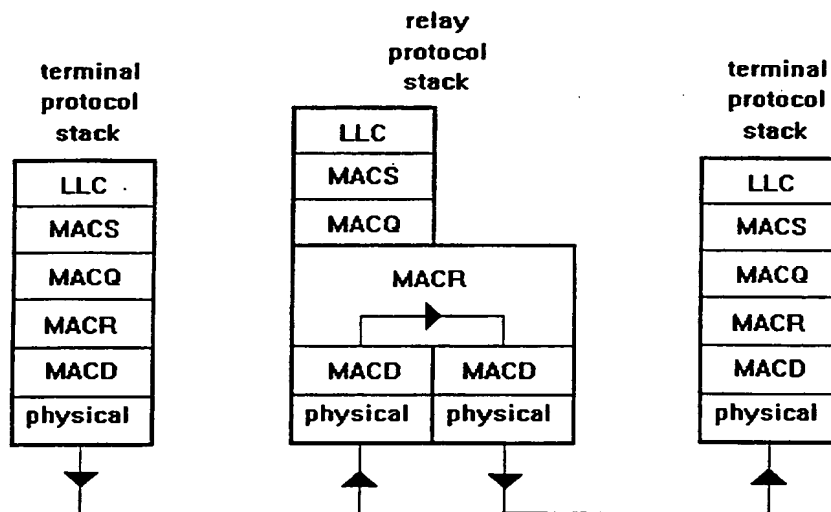 terminal
protocol
stack
LLC
MACS
MACQ
MACR
MACD
physical
relay
protocol
stack
LLC
MACS
MACQ
MACR
MACD MACD
physical physical
terminal
protocol
stack
LLC
MACS
MACQ
MACR
MACD
physical